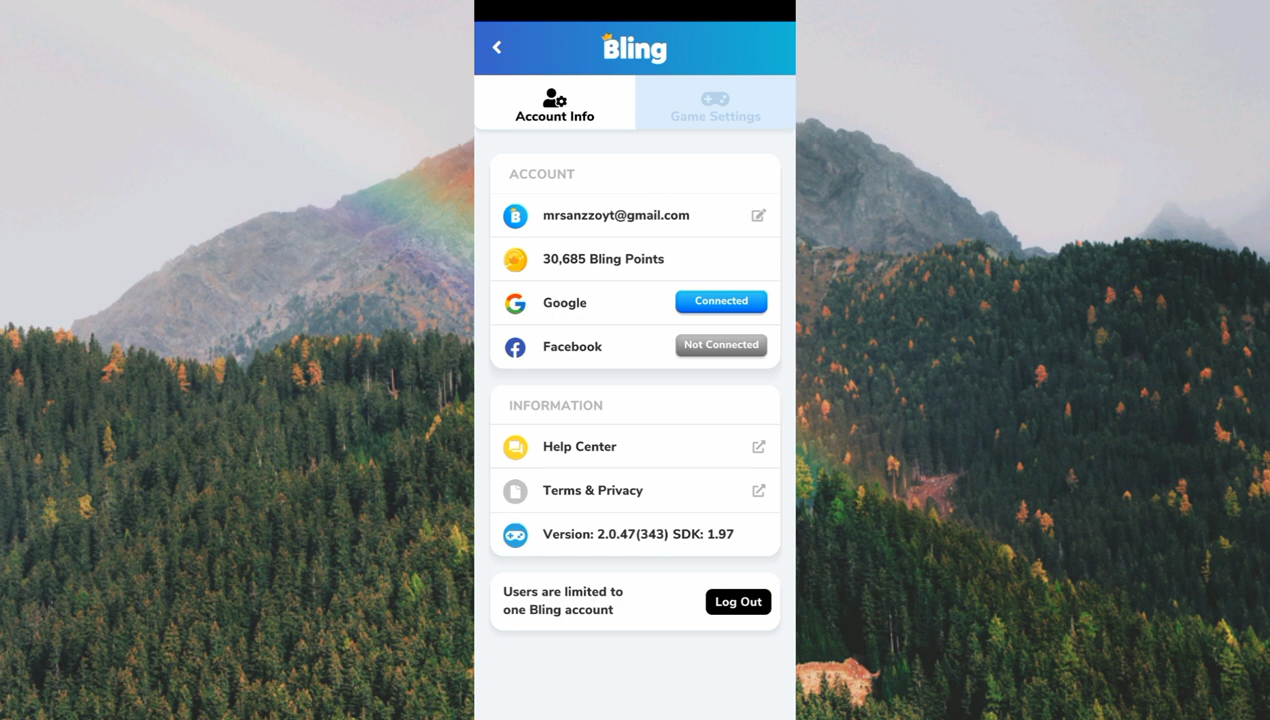 Bling
Account Info
Game Settings
ACCOUNT
mrsanzzoyt@gmail.com
30,685 Bling Points
Google
Connected
Facebook
Not Connected
INFORMATION
Help Center
Terms & Privacy
Version: 2.0.47(343) SDK: 1.97
Users are limited to
one Bling account
Log Out